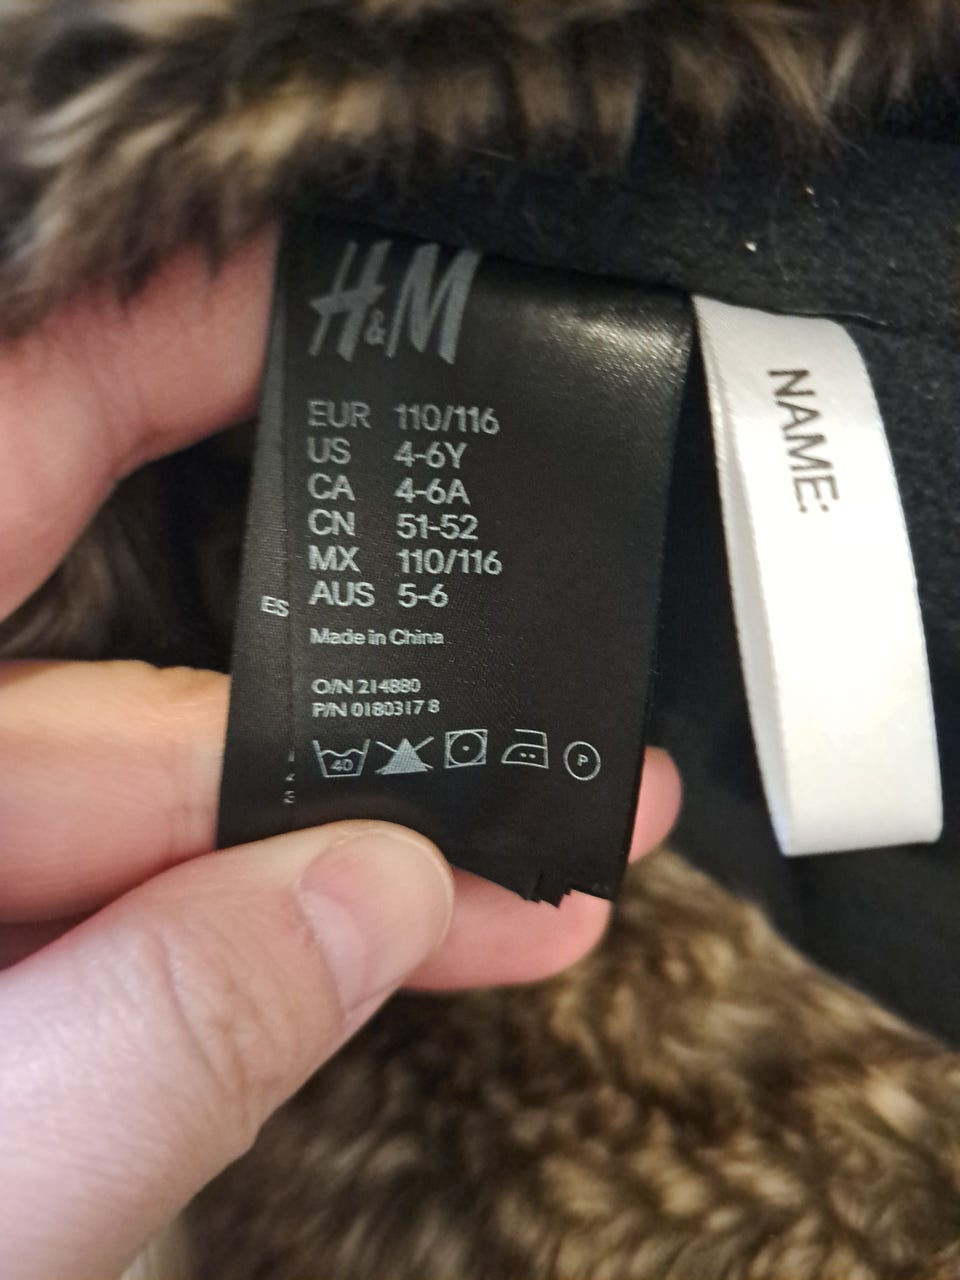 H&M
EUR 110/116
US 4-6Y
CA 4-6A
CN 51-52
MX 110/116
AUS 5-6
Made in China
O/N 214880
P/N 0180317 8
40
P
ES
NAME: